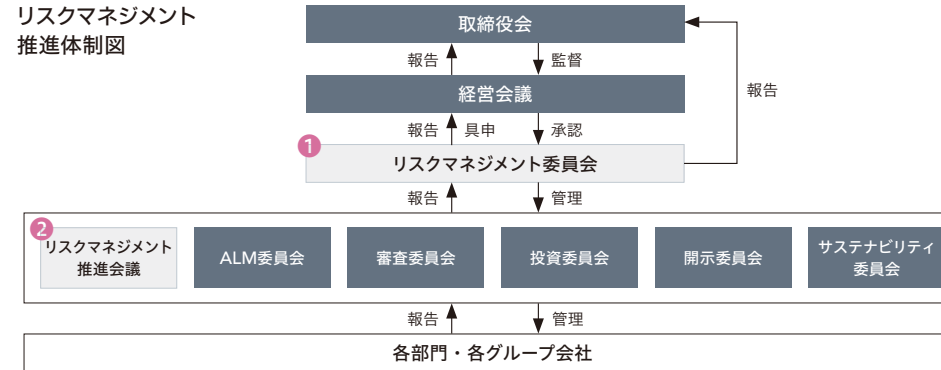 リスクマネジメント
推進体制図
取締役会
報告 監督
報告
経営会議
報告 具申 承認
1
リスクマネジメント委員会
報告 管理
2
リスクマネジメント
推進会議
ALM委員会
審査委員会
投資委員会
開示委員会
サステナビリティ
委員会
報告 管理
各部門・各グループ会社